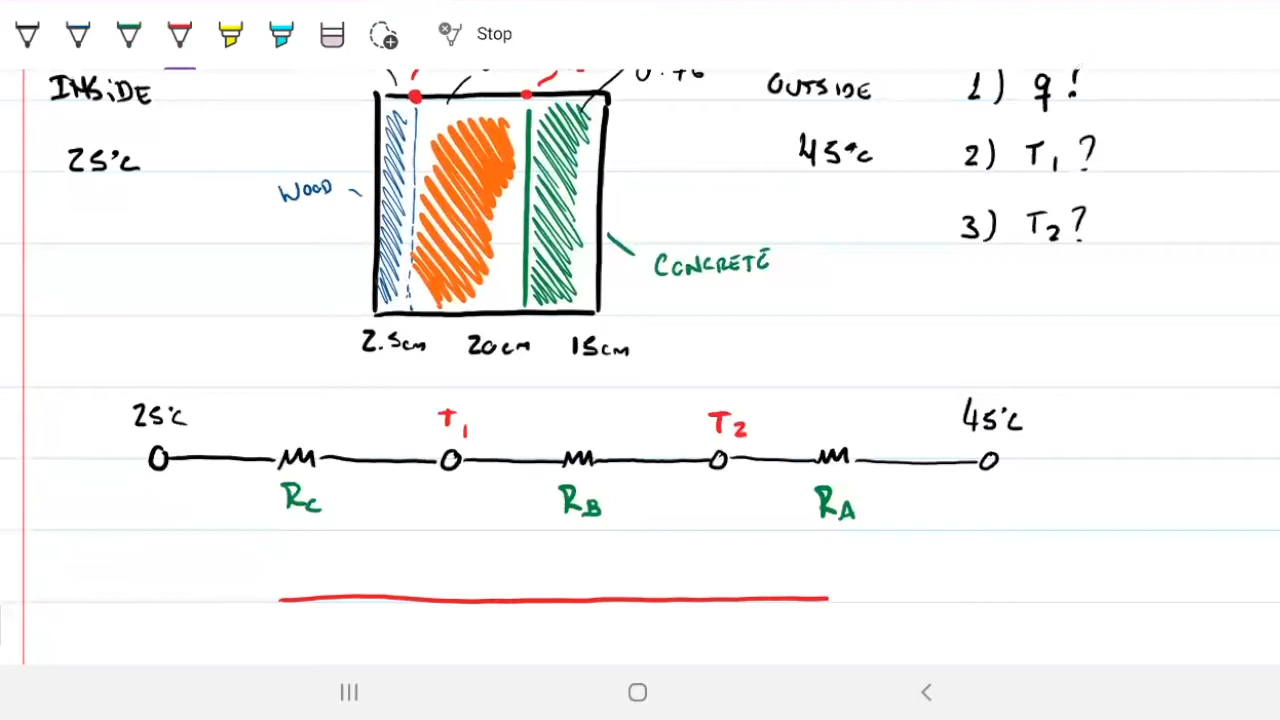 Stop
INSIDE
OUTSIDE
1) q!
25°C
45°C
2) T1?
WOOD
3) T2?
CONCRETE
2.5cm 20cm 15cm
25°C T1 T2 45°C
RC RB RA